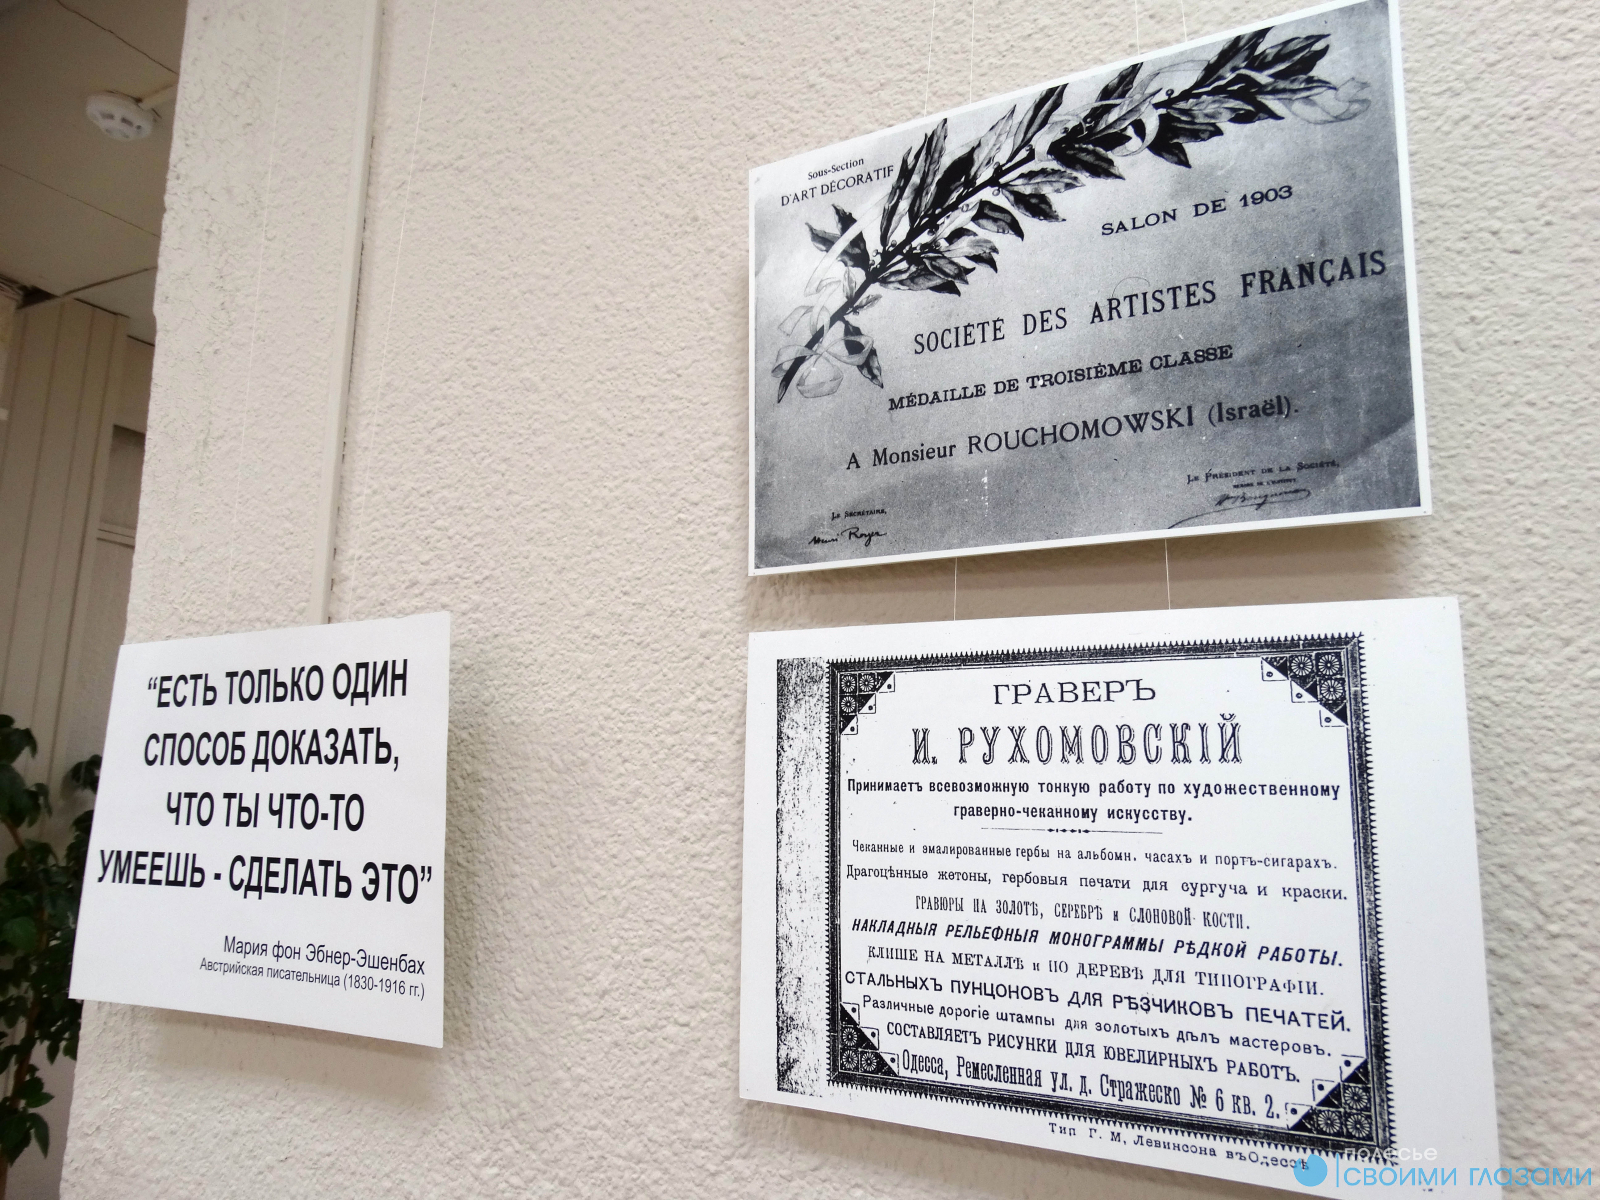 Sous-Section
D'ART DÉCORATIF
SALON DE 1903
SOCIÉTÉ DES ARTISTES FRANÇAIS
MÉDAILLE DE TROISIÈME CLASSE
A Monsieur ROUCHOMOWSKI (Israël).
LE PRÉSIDENT DE LA SOCIÉTÉ,
LE SECRÉTAIRE,
Henri Royer
“ЕСТЬ ТОЛЬКО ОДИН
СПОСОБ ДОКАЗАТЬ,
ЧТО ТЫ ЧТО-ТО
УМЕЕШЬ - СДЕЛАТЬ ЭТО”
Мария фон Эбнер-Эшенбах
Австрийская писательница (1830-1916 гг.)
ГРАВЕРЪ
И. РУХОМОВСКІЙ
Принимаетъ всевозможную тонкую работу по художественному
граверно-чеканному искусству.
Чеканные и эмалированные гербы на альбомн. часахъ и портъ-сигарахъ.
Драгоцѣнные жетоны, гербовыя печати для сургуча и краски.
ГРАВЮРЫ НА ЗОЛОТѢ, СЕРЕБРѢ и СЛОНОВОЙ КОСТИ.
НАКЛАДНЫЯ РЕЛЬЕФНЫЯ МОНОГРАММЫ РѢДКОЙ РАБОТЫ.
КЛИШЕ НА МЕТАЛЛѢ и ПО ДЕРЕВѢ ДЛЯ ТИПОГРАФІИ.
СТАЛЬНЫХЪ ПУНЦОНОВЪ ДЛЯ РѢЗЧИКОВЪ ПЕЧАТЕЙ.
Различные дорогіе штампы для золотыхъ дѣлъ мастеровъ.
СОСТАВЛЯЕТЪ РИСУНКИ ДЛЯ ЮВЕЛИРНЫХЪ РАБОТЪ.
Одесса, Ремесленная ул. д. Стражеско № 6 кв. 2.
Тип Г. М, Левинсона въ Одессѣ
полесье
своими глазами